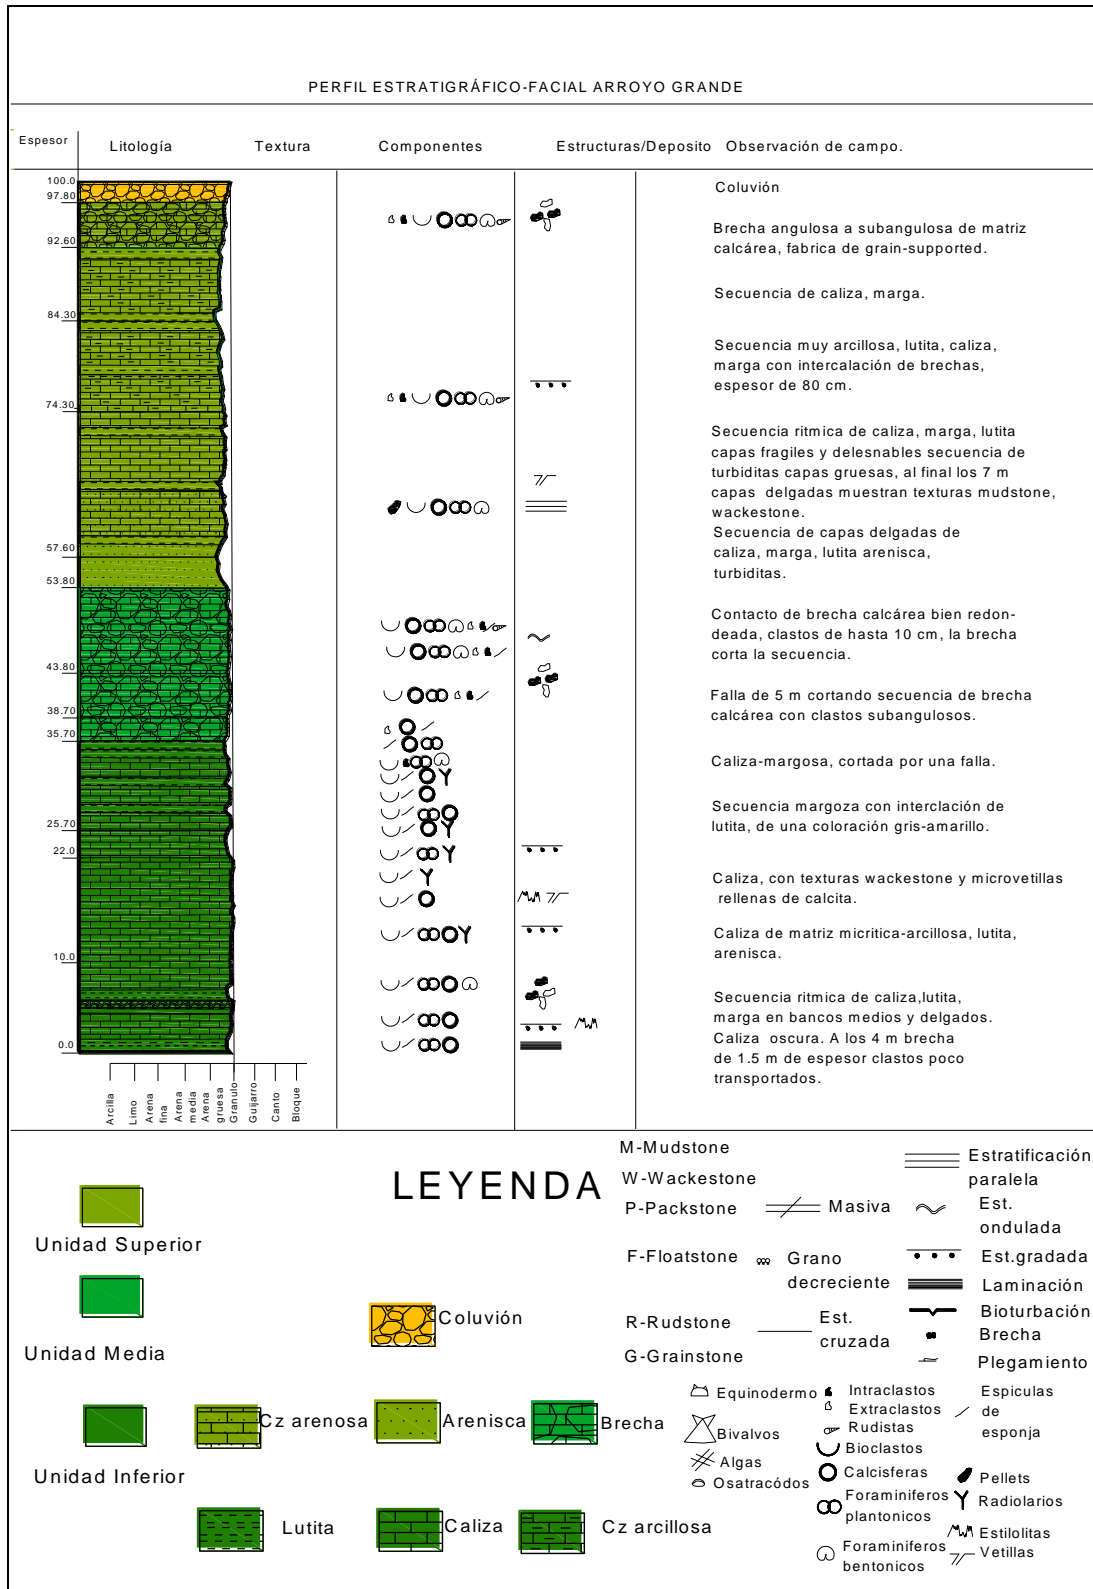 PERFIL ESTRATIGRÁFICO-FACIAL ARROYO GRANDE
Espesor
Litología
Textura
Componentes
Estructuras/Deposito
Observación de campo.
100.0
97.80
92.60
84.30
74.30
57.60
53.80
43.80
38.70
35.70
25.70
22.0
10.0
0.0
Coluvión
Brecha angulosa a subangulosa de matriz
calcárea, fabrica de grain-supported.
Secuencia de caliza, marga.
Secuencia muy arcillosa, lutita, caliza,
marga con intercalación de brechas,
espesor de 80 cm.
Secuencia ritmica de caliza, marga, lutita
capas fragiles y delesnables secuencia de
turbiditas capas gruesas, al final los 7 m
capas delgadas muestran texturas mudstone,
wackestone.
Secuencia de capas delgadas de
caliza, marga, lutita arenisca,
turbiditas.
Contacto de brecha calcárea bien redon-
deada, clastos de hasta 10 cm, la brecha
corta la secuencia.
Falla de 5 m cortando secuencia de brecha
calcárea con clastos subangulosos.
Caliza-margosa, cortada por una falla.
Secuencia margoza con interclación de
lutita, de una coloración gris-amarillo.
Caliza, con texturas wackestone y microvetillas
rellenas de calcita.
Caliza de matriz micritica-arcillosa, lutita,
arenisca.
Secuencia ritmica de caliza,lutita,
marga en bancos medios y delgados.
Caliza oscura. A los 4 m brecha
de 1.5 m de espesor clastos poco
transportados.
Arcilla
Limo
Arena
fina
Arena
media
Arena
gruesa
Granulo
Guijarro
Canto
Bloque
LEYENDA
Unidad Superior
Unidad Media
Unidad Inferior
Coluvión
Cz arenosa
Arenisca
Brecha
Lutita
Caliza
Cz arcillosa
M-Mudstone
W-Wackestone
P-Packstone
F-Floatstone
R-Rudstone
G-Grainstone
Masiva
Grano
decreciente
Est.
cruzada
Estratificación
paralela
Est.
ondulada
Est.gradada
Laminación
Bioturbación
Brecha
Plegamiento
Equinodermo
Bivalvos
Algas
Osatracódos
Intraclastos
Extraclastos
Rudistas
Bioclastos
Calcisferas
Foraminiferos
plantonicos
Foraminiferos
bentonicos
Espiculas
de
esponja
Pellets
Radiolarios
Estilolitas
Vetillas